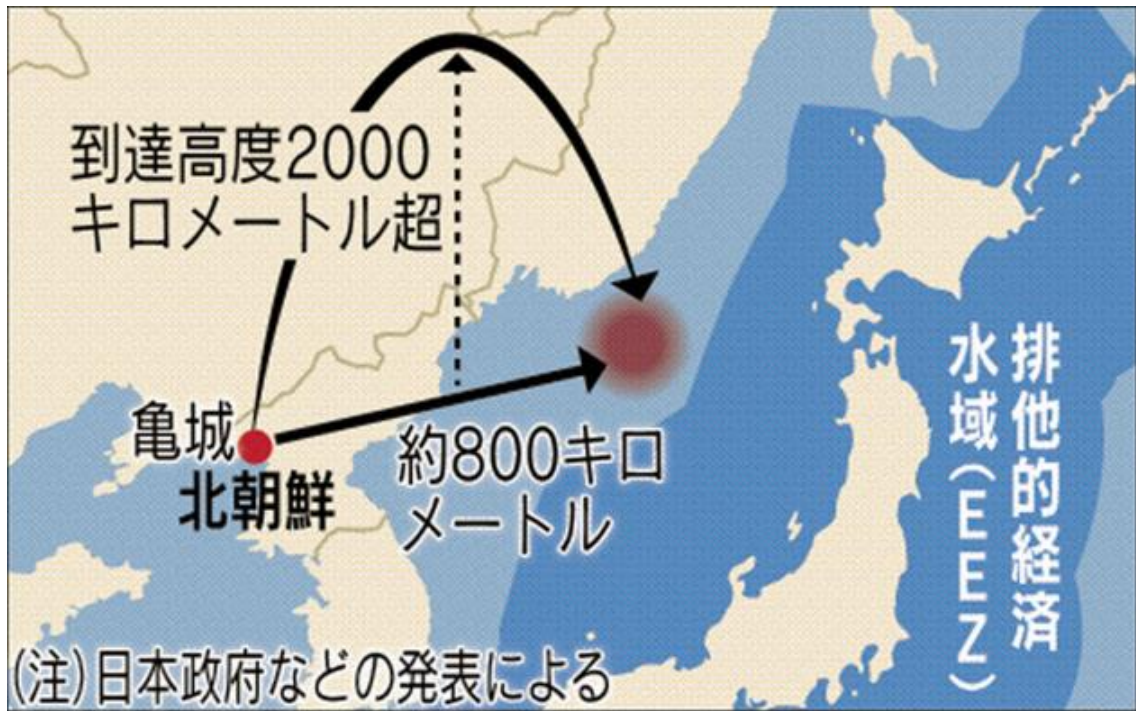 到達高度2000
キロメートル超
亀城
北朝鮮
約800キロ
メートル
排他的経済
水域(EEZ)
(注)日本政府などの発表による